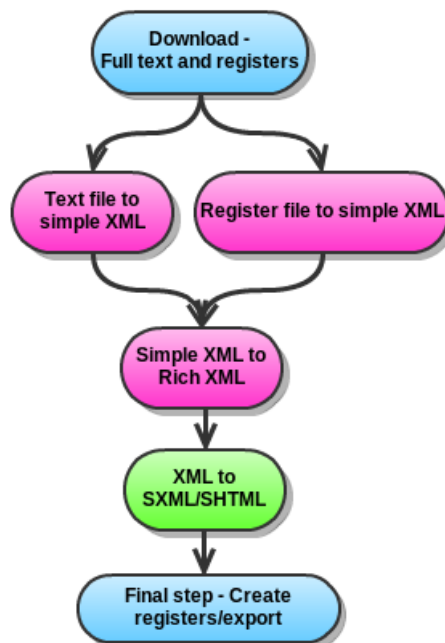 Download -
Full text and registers
Text file to
simple XML
Register file to simple XML
Simple XML to
Rich XML
XML to
SXML/SHTML
Final step - Create
registers/export